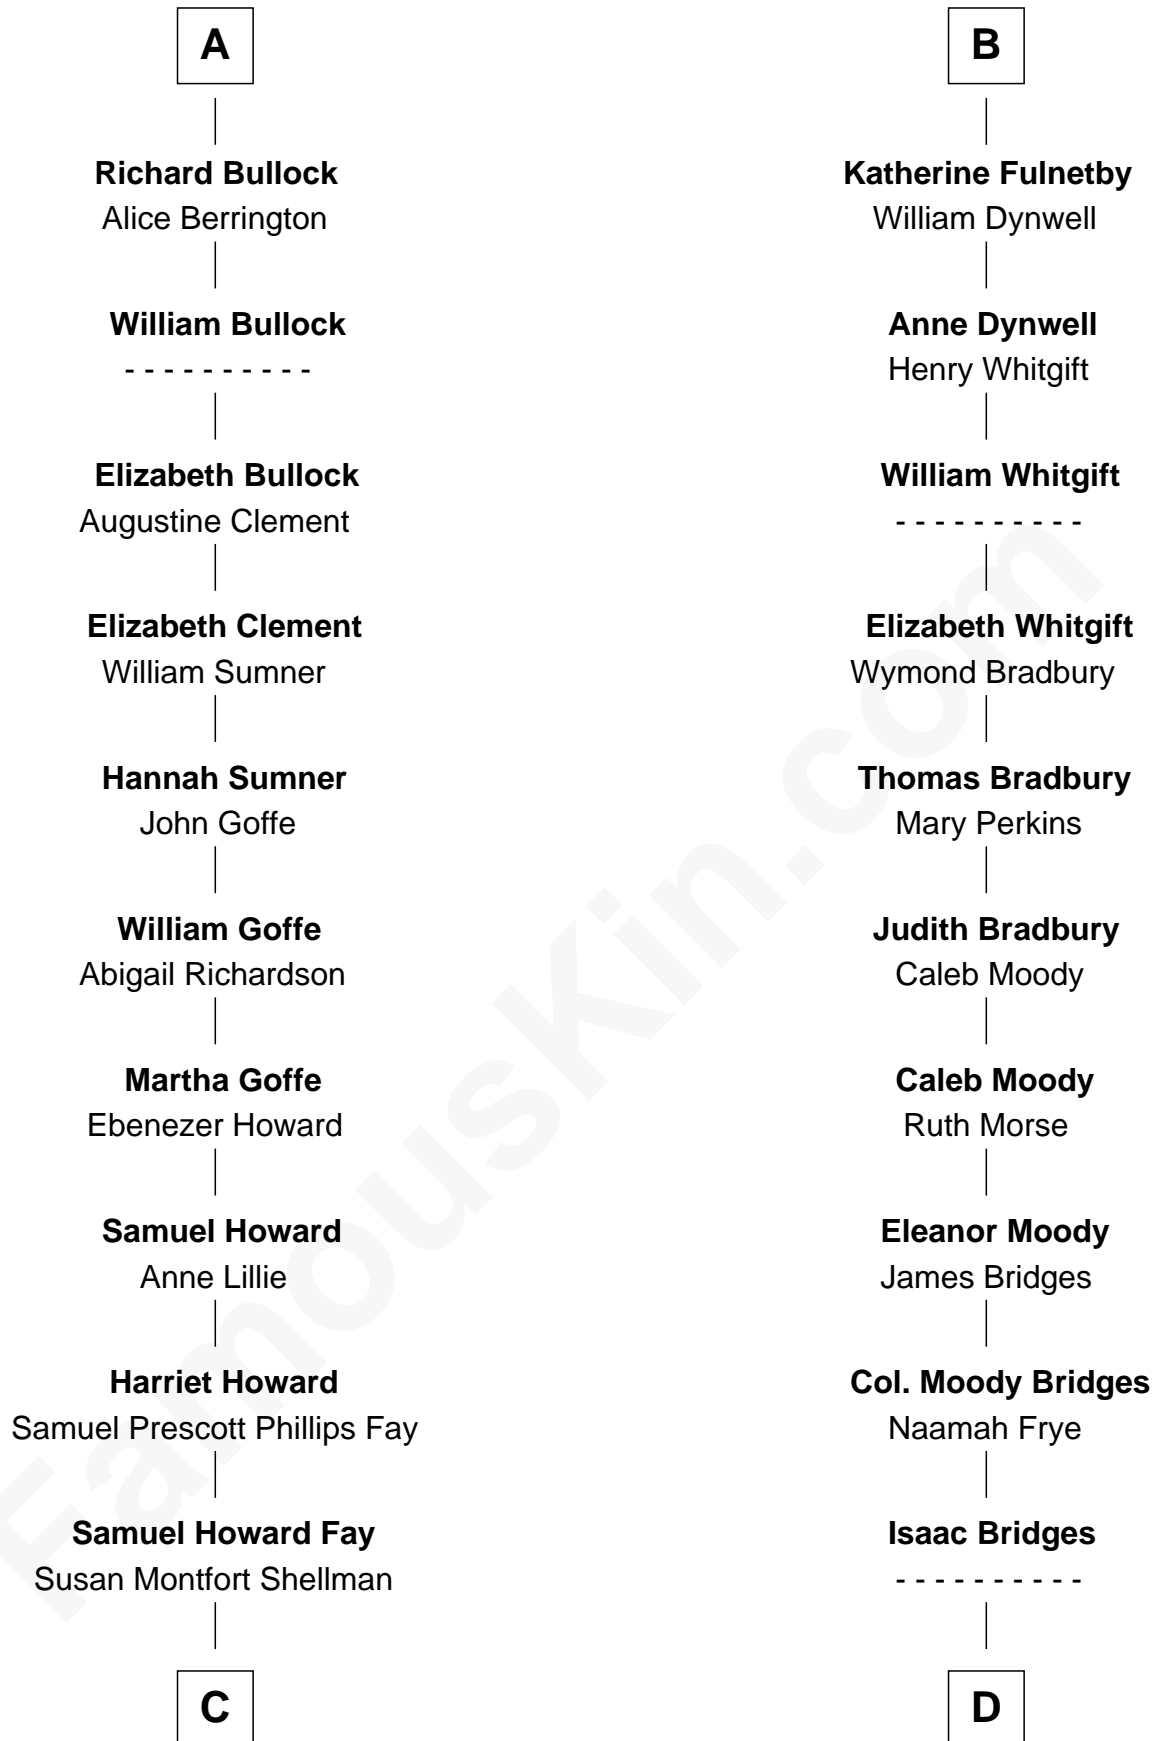 A
Richard Bullock
Alice Berrington
William Bullock
- - - - - - - - - -
Elizabeth Bullock
Augustine Clement
Elizabeth Clement
William Sumner
Hannah Sumner
John Goffe
William Goffe
Abigail Richardson
Martha Goffe
Ebenezer Howard
Samuel Howard
Anne Lillie
Harriet Howard
Samuel Prescott Phillips Fay
Samuel Howard Fay
Susan Montfort Shellman
C
B
Katherine Fulnetby
William Dynwell
Anne Dynwell
Henry Whitgift
William Whitgift
- - - - - - - - - -
Elizabeth Whitgift
Wymond Bradbury
Thomas Bradbury
Mary Perkins
Judith Bradbury
Caleb Moody
Caleb Moody
Ruth Morse
Eleanor Moody
James Bridges
Col. Moody Bridges
Naamah Frye
Isaac Bridges
- - - - - - - - - -
D
FamousKin.com